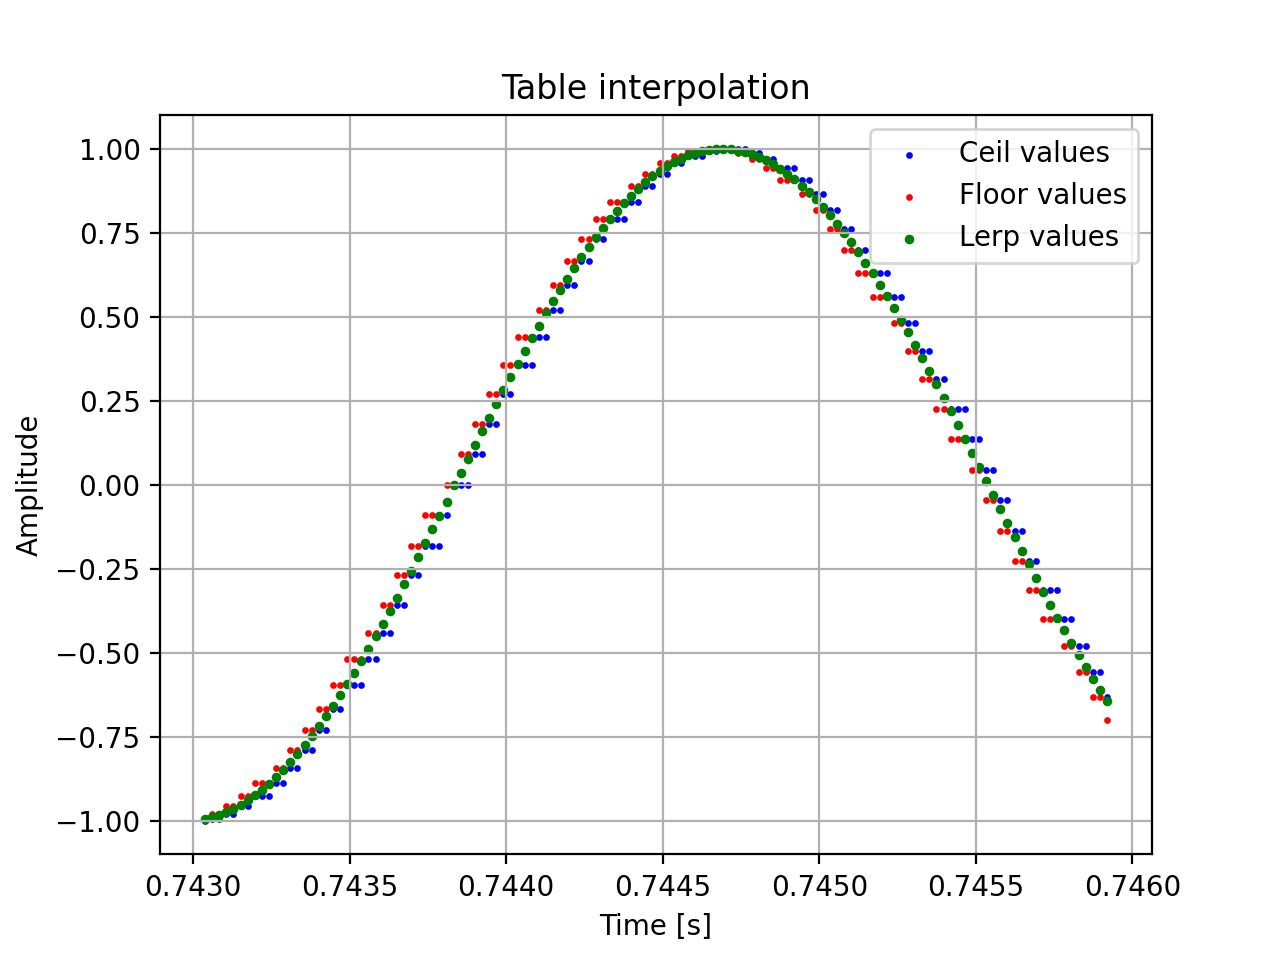 Table interpolation
Ceil values
Floor values
Lerp values
1.00
0.75
0.50
0.25
0.00
−0.25
−0.50
−0.75
−1.00
Amplitude
0.7430 0.7435 0.7440 0.7445 0.7450 0.7455 0.7460
Time [s]